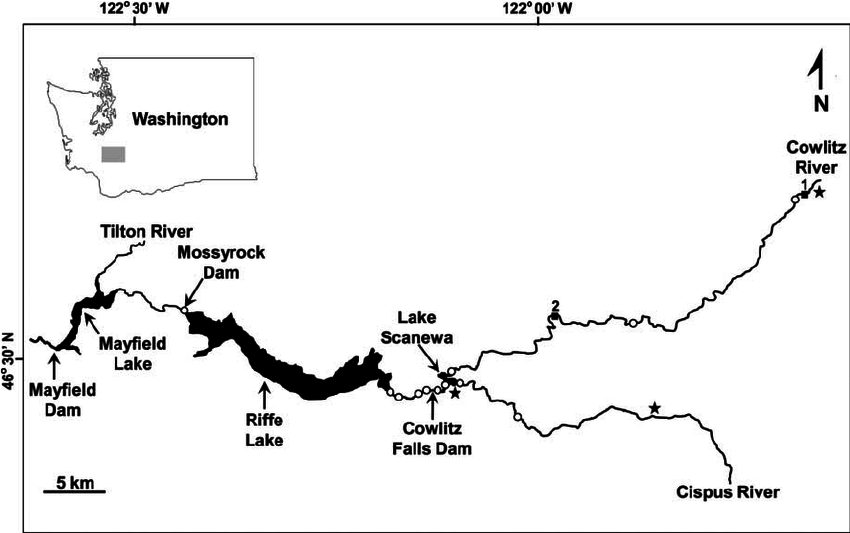 122° 30' W
122° 00' W
Washington
N
Cowlitz
River
1
Tilton River
Mossyrock
Dam
2
Lake
Scanewa
Mayfield
Lake
46° 30' N
Mayfield
Dam
Riffe
Lake
Cowlitz
Falls Dam
5 km
Cispus River